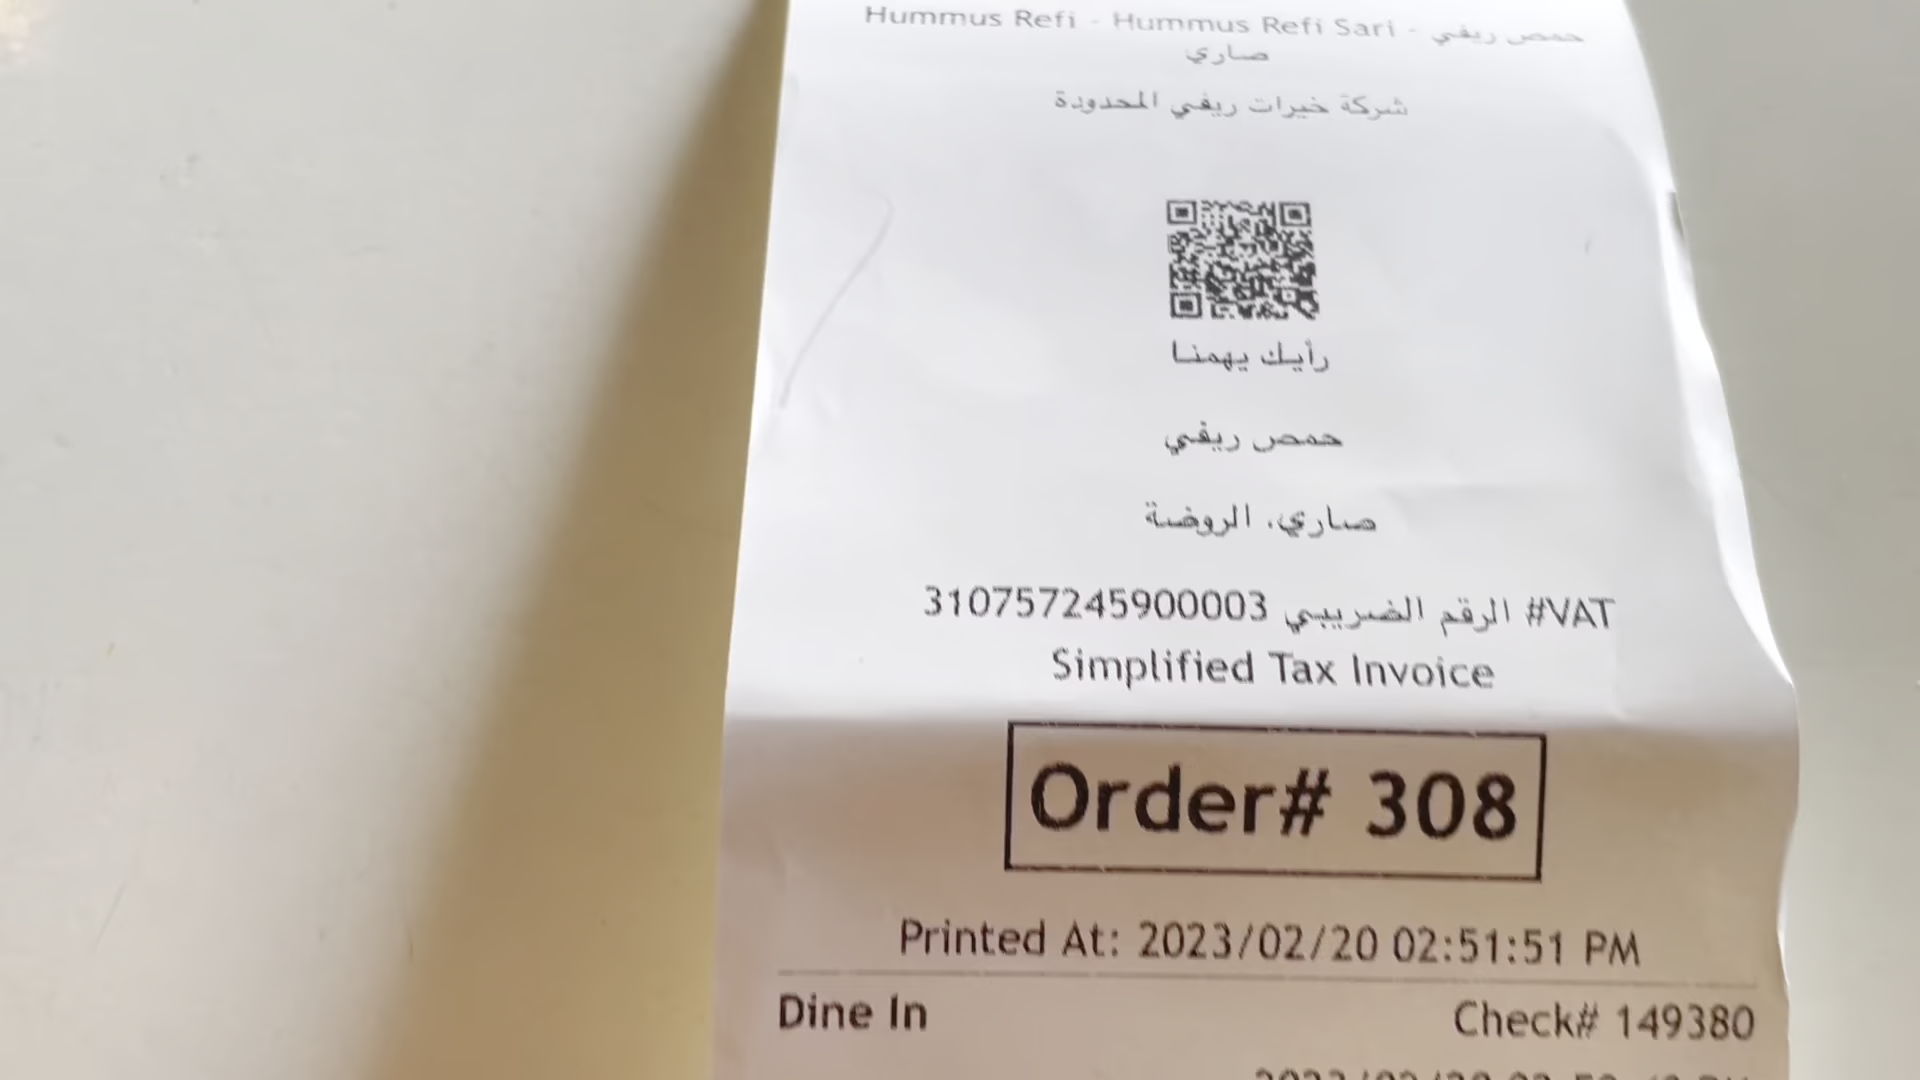 Hummus Refi - Hummus Refi Sari - حمص ريفي
صاري
شركة خيرات ريفي المحدودة
رأيك يهمنا
حمص ريفي
صاري، الروضة
310757245900003 الرقم الضريبي #VAT
Simplified Tax Invoice
Order# 308
Printed At: 2023/02/20 02:51:51 PM
Dine In
Check# 149380